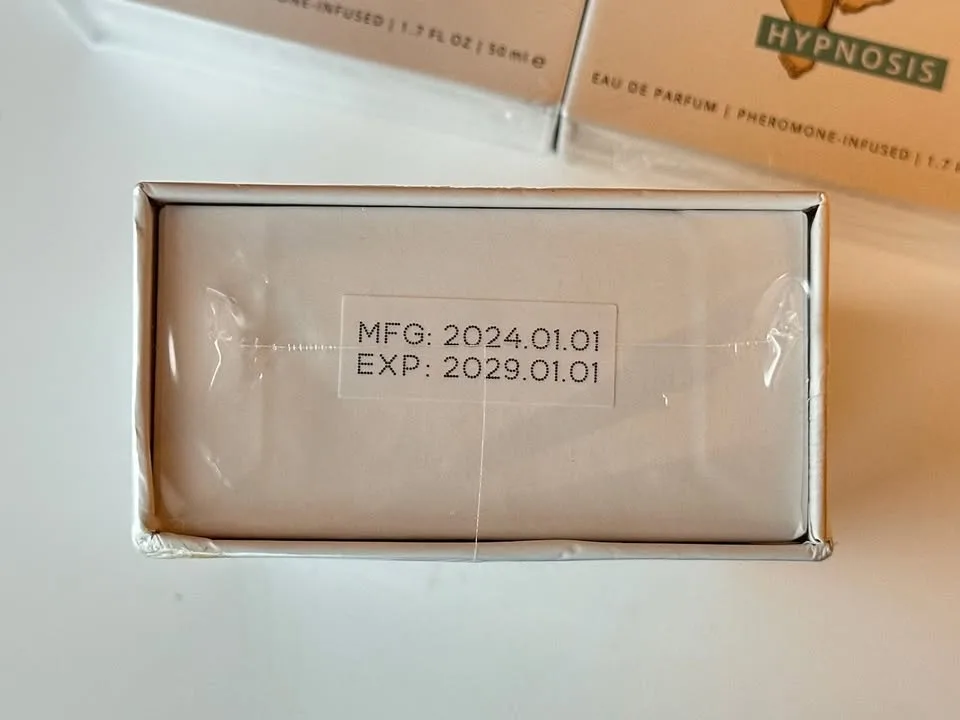 PHEROMONE-INFUSED | 1.7 FL OZ | 50 ml e
HYPNOSIS
EAU DE PARFUM | PHEROMONE-INFUSED | 1.7
MFG: 2024.01.01
EXP: 2029.01.01